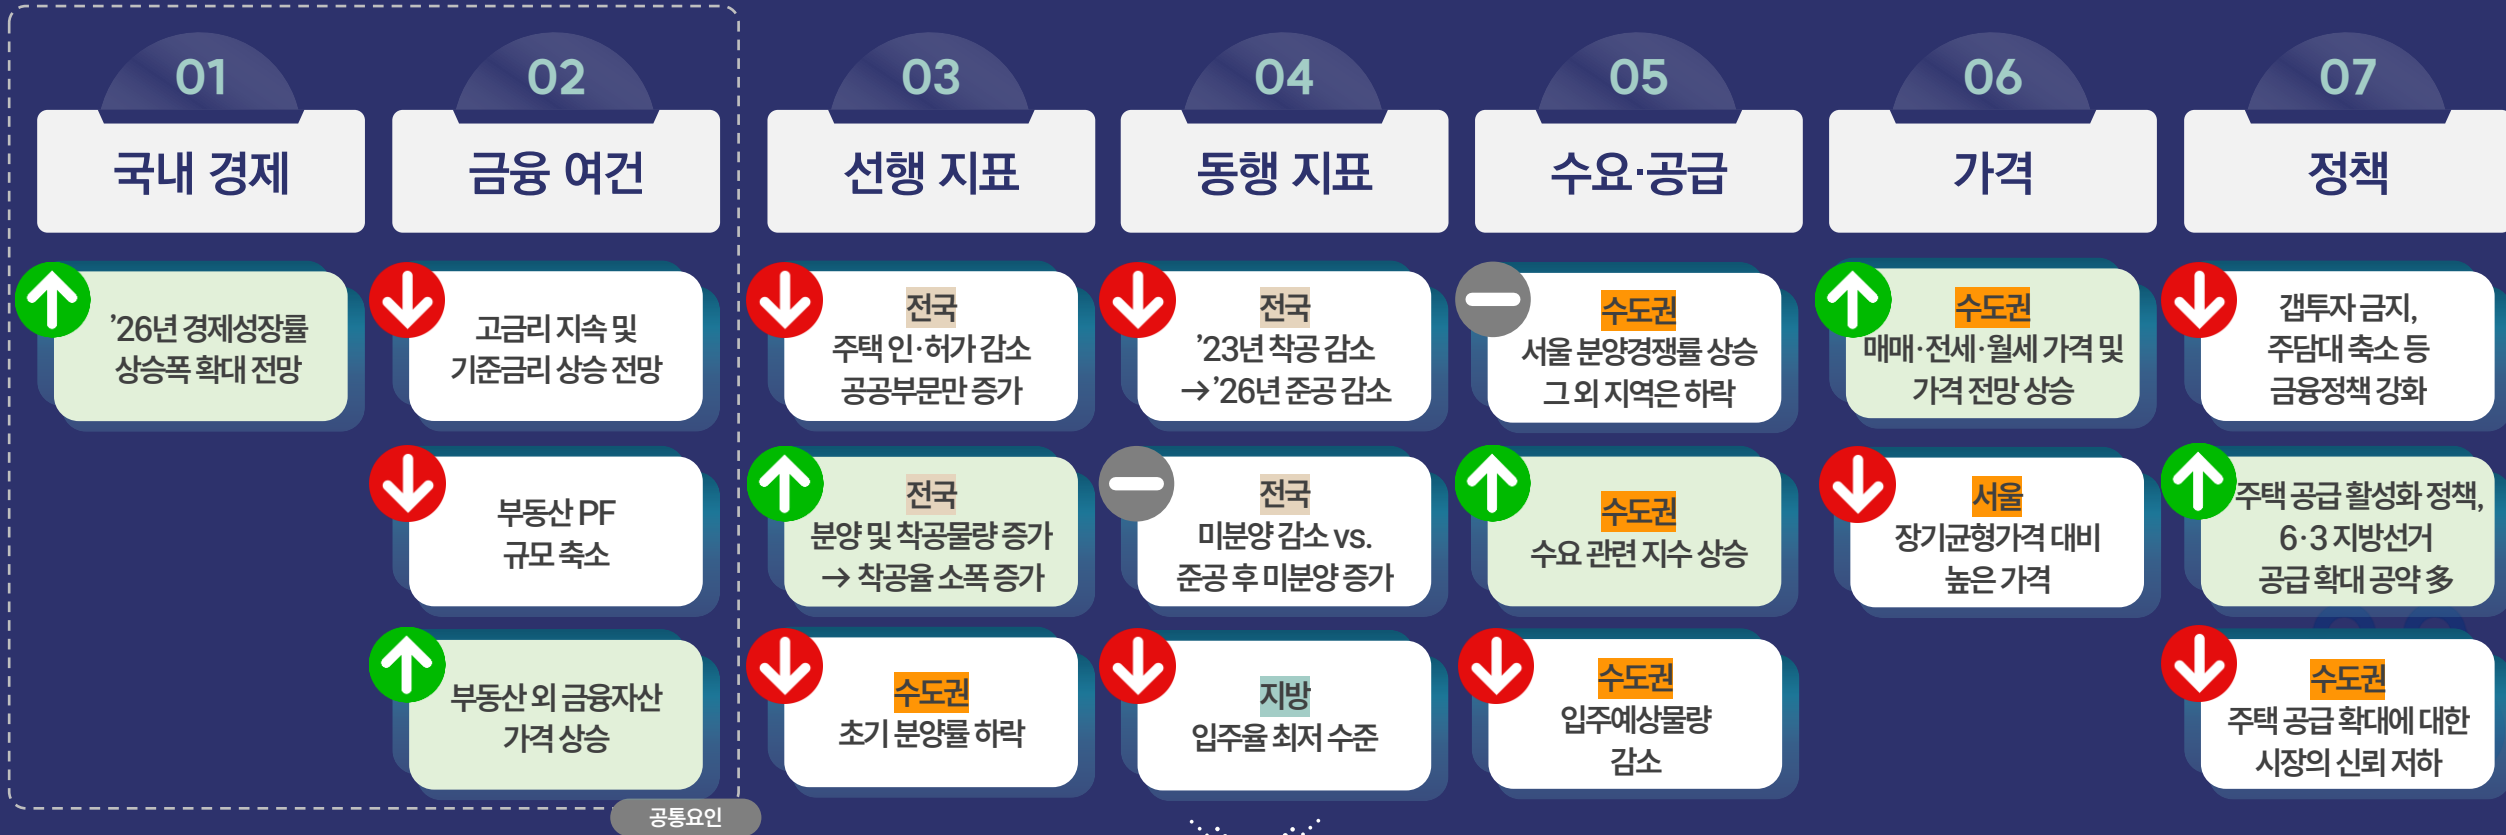 01
국내 경제
’26년 경제성장률
상승폭 확대 전망
02
금융 여건
고금리 지속 및
기준금리 상승 전망
부동산 PF
규모 축소
부동산 외 금융자산
가격 상승
공통요인
03
선행 지표
전국
주택 인·허가 감소
공공부문만 증가
전국
분양 및 착공물량 증가
→ 착공율 소폭 증가
수도권
초기 분양률 하락
04
동행 지표
전국
’23년 착공 감소
→’26년 준공 감소
전국
미분양 감소 vs.
준공 후 미분양 증가
지방
입주율 최저 수준
05
수요·공급
수도권
서울 분양경쟁률 상승
그 외 지역은 하락
수도권
수요 관련 지수 상승
수도권
입주예상물량
감소
06
가격
수도권
매매·전세·월세 가격 및
가격 전망 상승
서울
장기균형가격 대비
높은 가격
07
정책
갭투자 금지,
주담대 축소 등
금융정책 강화
주택 공급 활성화 정책,
6·3 지방선거
공급 확대 공약 多
수도권
주택 공급 확대에 대한
시장의 신뢰 저하